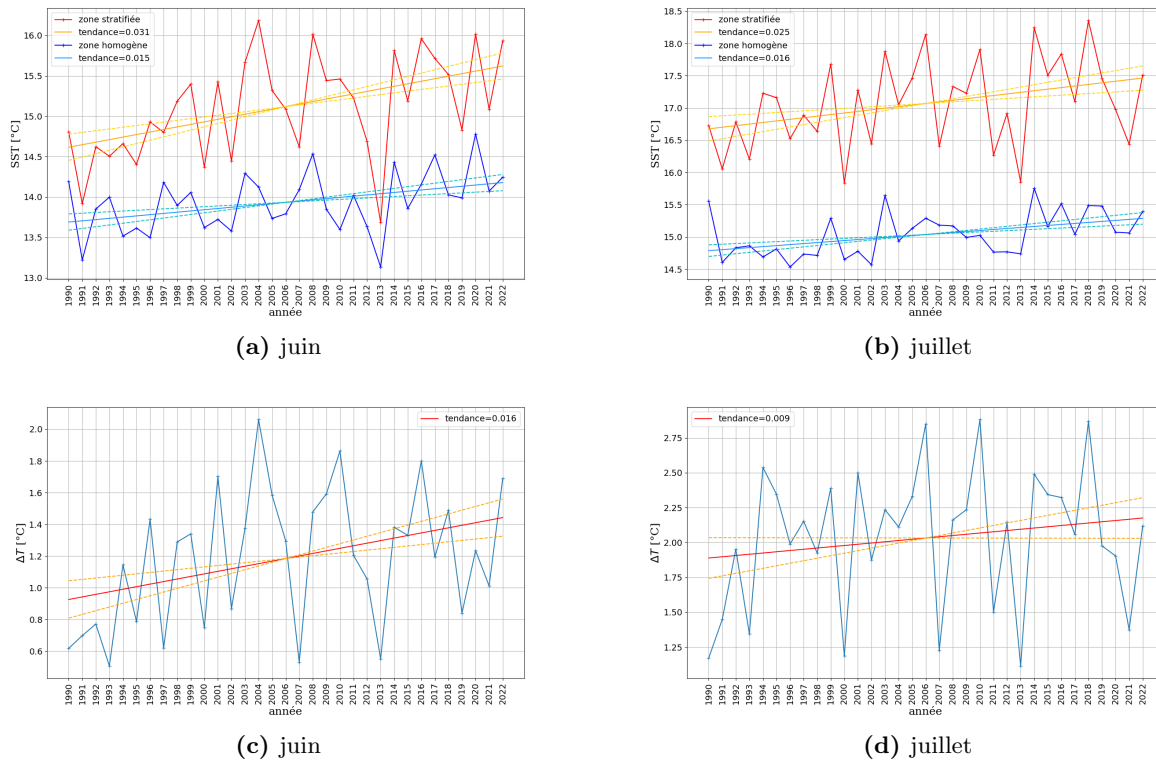 zone stratifiée
tendance=0.031
zone homogène
tendance=0.015
SST [°C]
16.0
15.5
15.0
14.5
14.0
13.5
13.0
1990 1991 1992 1993 1994 1995 1996 1997 1998 1999 2000 2001 2002 2003 2004 2005 2006 2007 2008 2009 2010 2011 2012 2013 2014 2015 2016 2017 2018 2019 2020 2021 2022
année
(a) juin
zone stratifiée
tendance=0.025
zone homogène
tendance=0.016
SST [°C]
18.5
18.0
17.5
17.0
16.5
16.0
15.5
15.0
14.5
1990 1991 1992 1993 1994 1995 1996 1997 1998 1999 2000 2001 2002 2003 2004 2005 2006 2007 2008 2009 2010 2011 2012 2013 2014 2015 2016 2017 2018 2019 2020 2021 2022
année
(b) juillet
tendance=0.016
ΔT [°C]
2.0
1.8
1.6
1.4
1.2
1.0
0.8
0.6
1990 1991 1992 1993 1994 1995 1996 1997 1998 1999 2000 2001 2002 2003 2004 2005 2006 2007 2008 2009 2010 2011 2012 2013 2014 2015 2016 2017 2018 2019 2020 2021 2022
année
(c) juin
tendance=0.009
ΔT [°C]
2.75
2.50
2.25
2.00
1.75
1.50
1.25
1990 1991 1992 1993 1994 1995 1996 1997 1998 1999 2000 2001 2002 2003 2004 2005 2006 2007 2008 2009 2010 2011 2012 2013 2014 2015 2016 2017 2018 2019 2020 2021 2022
année
(d) juillet